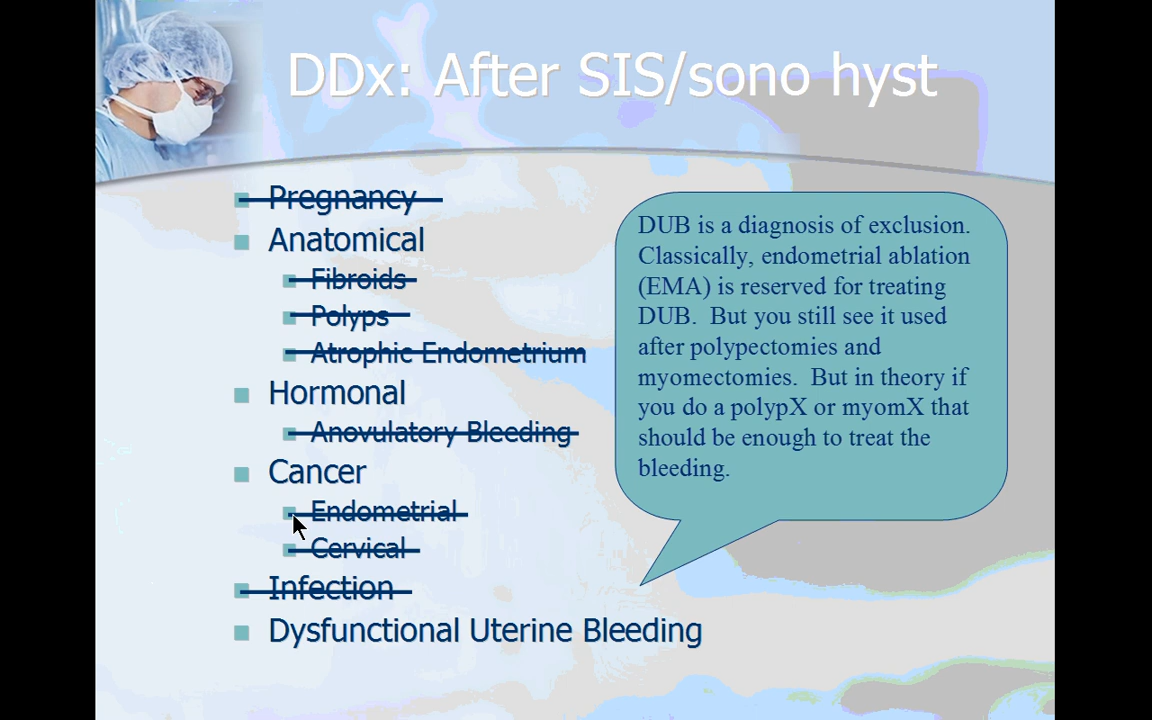 DDx: After SIS/sono hyst
Pregnancy
Anatomical
Fibroids
Polyps
Atrophic Endometrium
Hormonal
Anovulatory Bleeding
Cancer
Endometrial
Cervical
Infection
Dysfunctional Uterine Bleeding
DUB is a diagnosis of exclusion.
Classically, endometrial ablation
(EMA) is reserved for treating
DUB.  But you still see it used
after polypectomies and
myomectomies.  But in theory if
you do a polypX or myomX that
should be enough to treat the
bleeding.